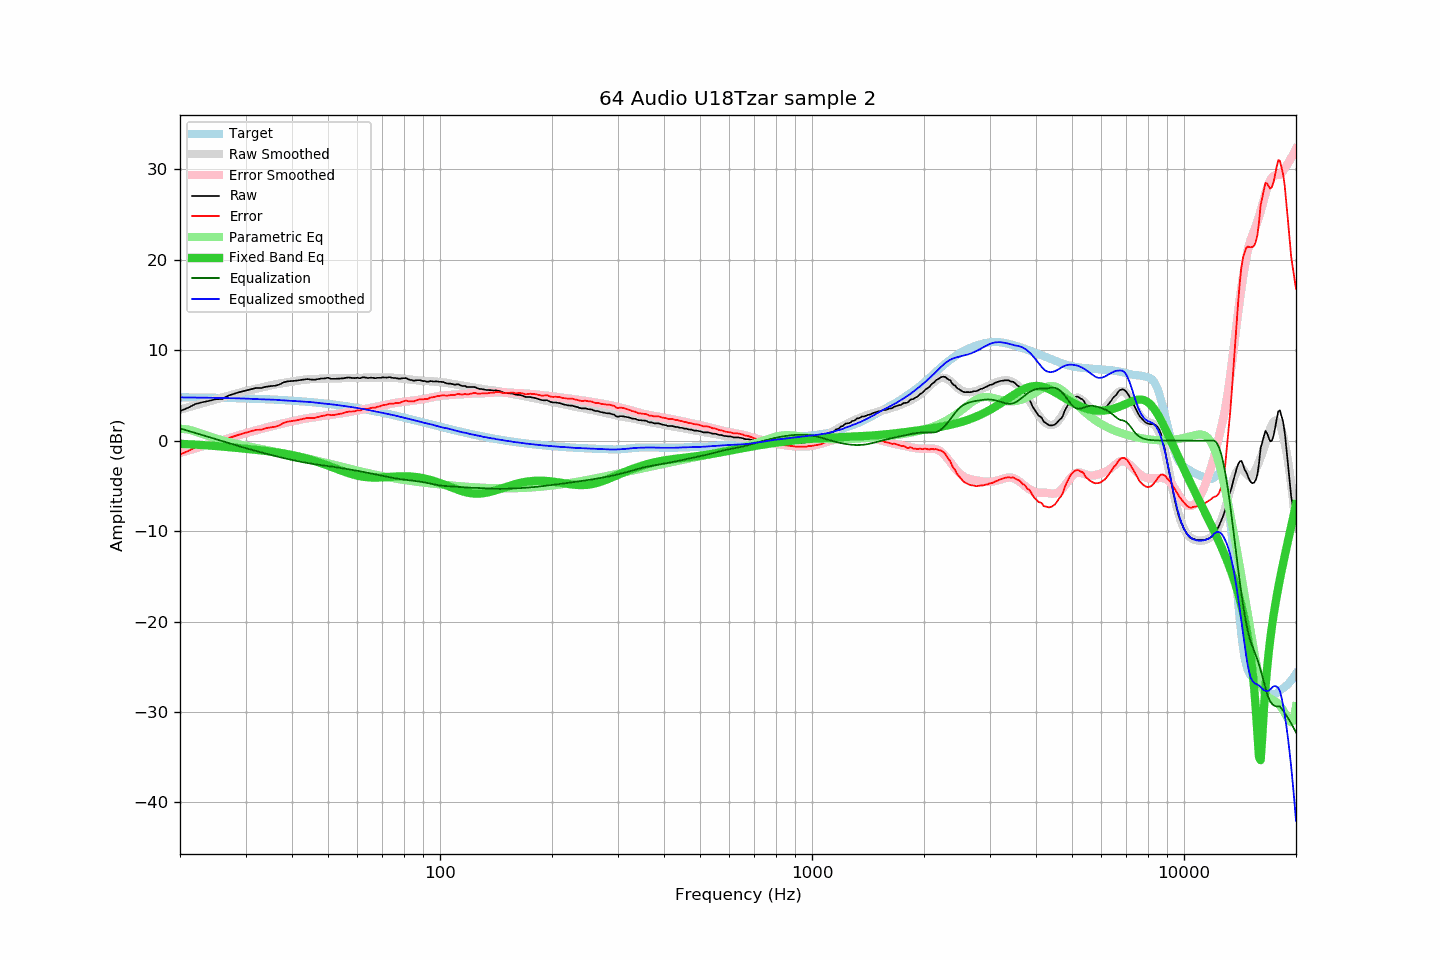 64 Audio U18Tzar sample 2
Target
Raw Smoothed
Error Smoothed
Raw
Error
Parametric Eq
Fixed Band Eq
Equalization
Equalized smoothed
30
20
10
0
−10
−20
−30
−40
Amplitude (dBr)
100
1000
10000
Frequency (Hz)